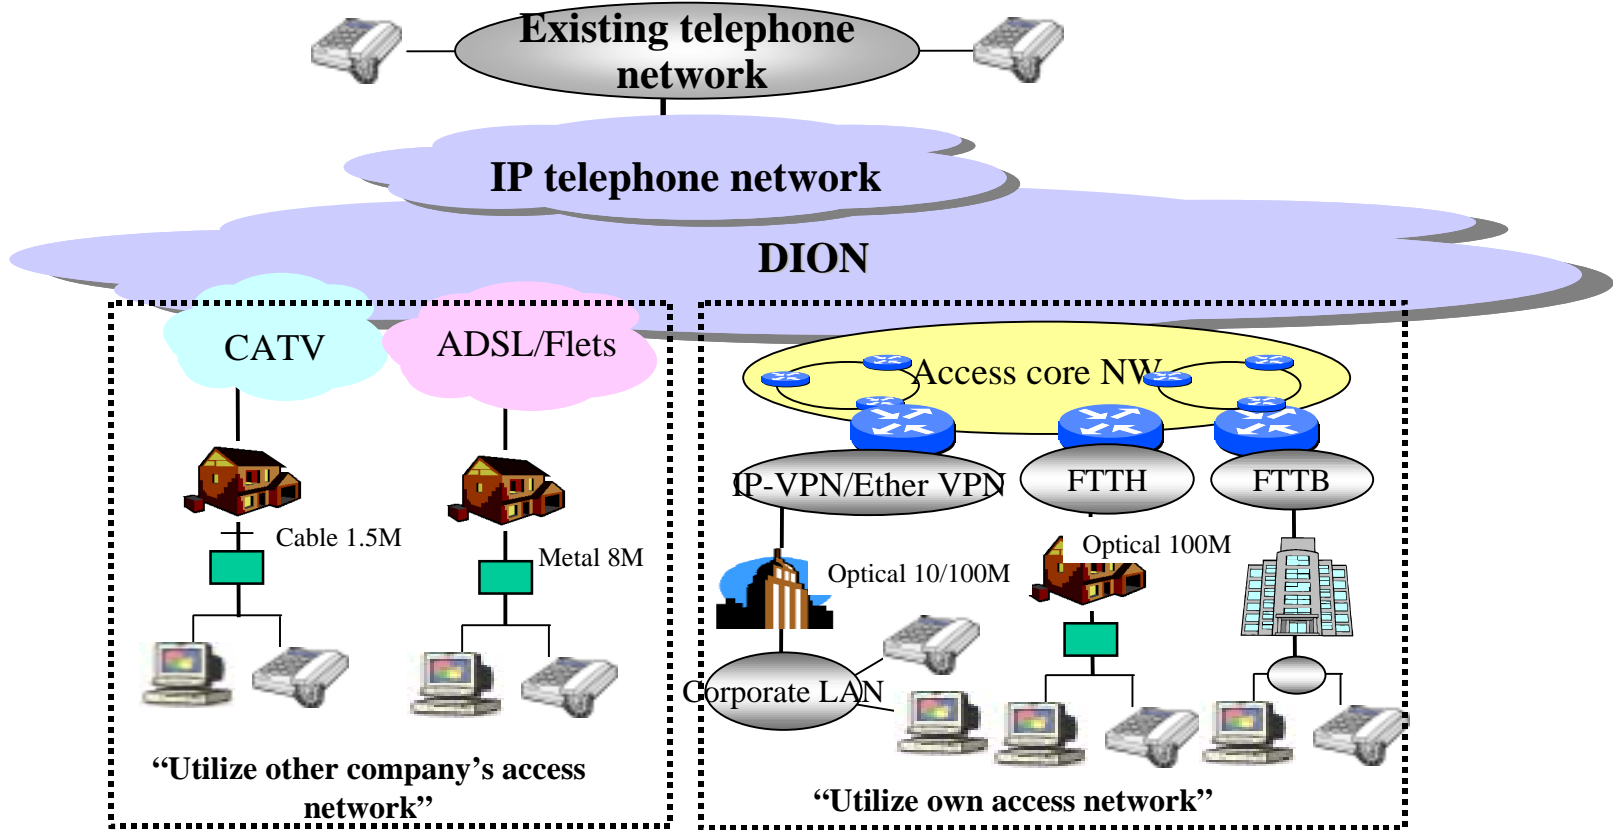 Existing telephone
network
IP telephone network
DION
CATV
ADSL/Flets
Access core NW
IP-VPN/Ether VPN
FTTH
FTTB
Cable 1.5M
Metal 8M
Optical 10/100M
Optical 100M
Corporate LAN
“Utilize other company’s access
network”
“Utilize own access network”